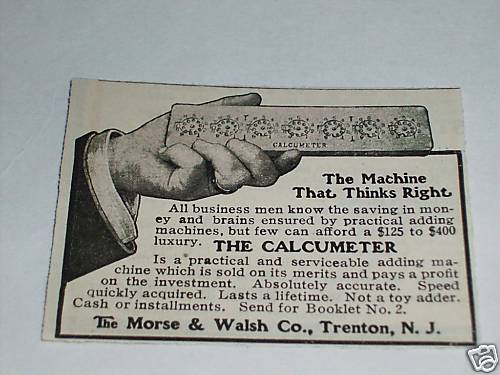 CALCUMETER
The Machine
That Thinks Right
All business men know the saving in mon-
ey and brains ensured by practical adding
machines, but few can afford a $125 to $400
luxury. THE CALCUMETER
Is a practical and serviceable adding ma-
chine which is sold on its merits and pays a profit
on the investment. Absolutely accurate. Speed
quickly acquired. Lasts a lifetime. Not a toy adder.
Cash or installments. Send for Booklet No. 2.
The Morse & Walsh Co., Trenton, N. J.